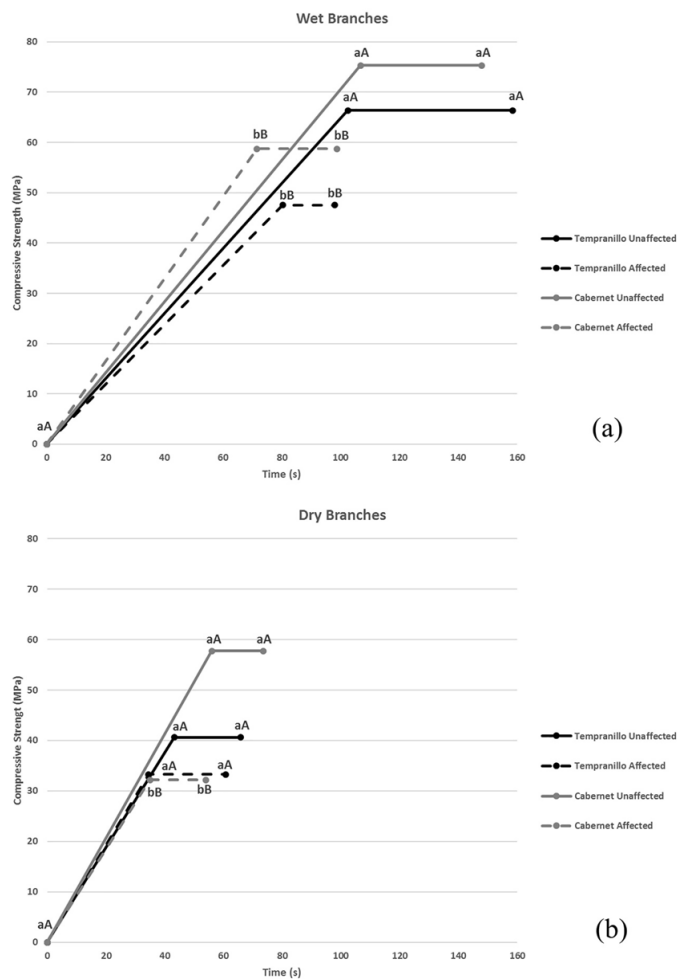 Wet Branches
80
70
60
50
40
30
20
10
0
Compressive Strength (MPa)
aA
aA
aA
aA
bB
bB
bB
bB
aA
0
20
40
60
80
100
120
140
160
Time (s)
Tempranillo Unaffected
Tempranillo Affected
Cabernet Unaffected
Cabernet Affected
(a)
Dry Branches
80
70
60
50
40
30
20
10
0
Compressive Strengt (MPa)
aA
aA
aA
aA
aA
aA
bB
bB
aA
0
20
40
60
80
100
120
140
160
Time (s)
Tempranillo Unaffected
Tempranillo Affected
Cabernet Unaffected
Cabernet Affected
(b)